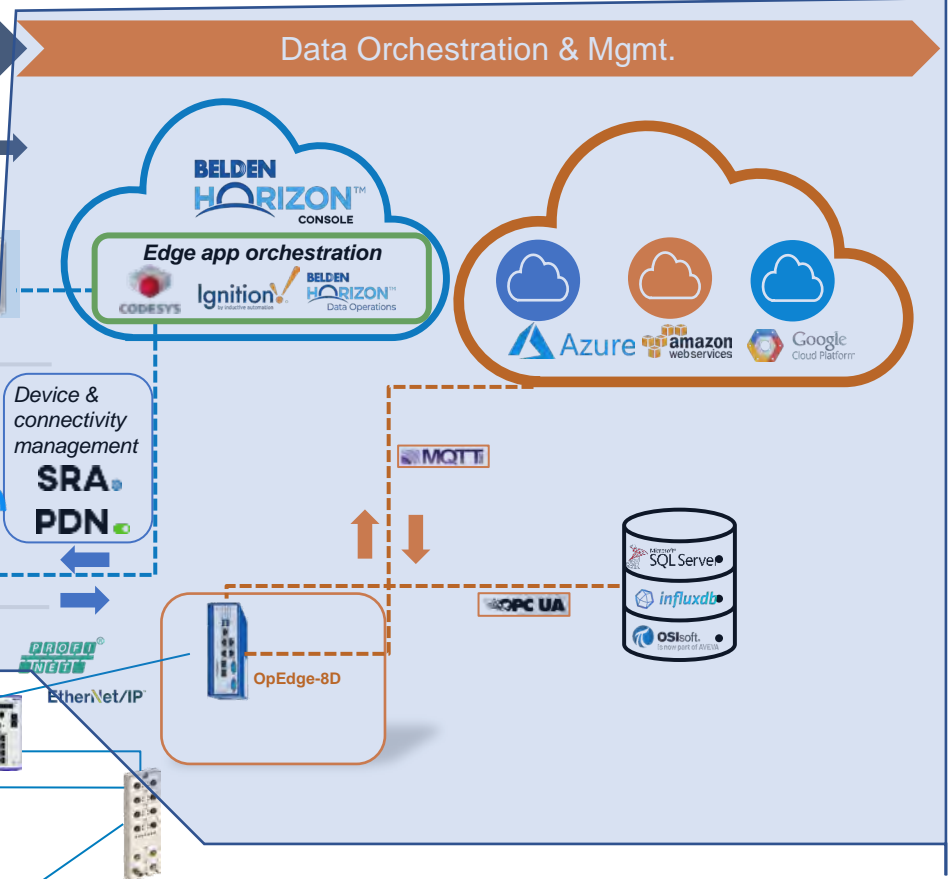 Data Orchestration & Mgmt.
BELDEN
HORIZON™
CONSOLE
Edge app orchestration
CODESYS
Ignition!
by inductive automation
BELDEN
HORIZON™
Data Operations
Azure
amazon
webservices
Google
Cloud Platform
Device &
connectivity
management
SRA
PDN
MQTT
Microsoft
SQL Server
influxdb
OPC UA
OSIsoft.
is now part of AVEVA
PROFI
NET
®
EtherNet/IP
OpEdge-8D